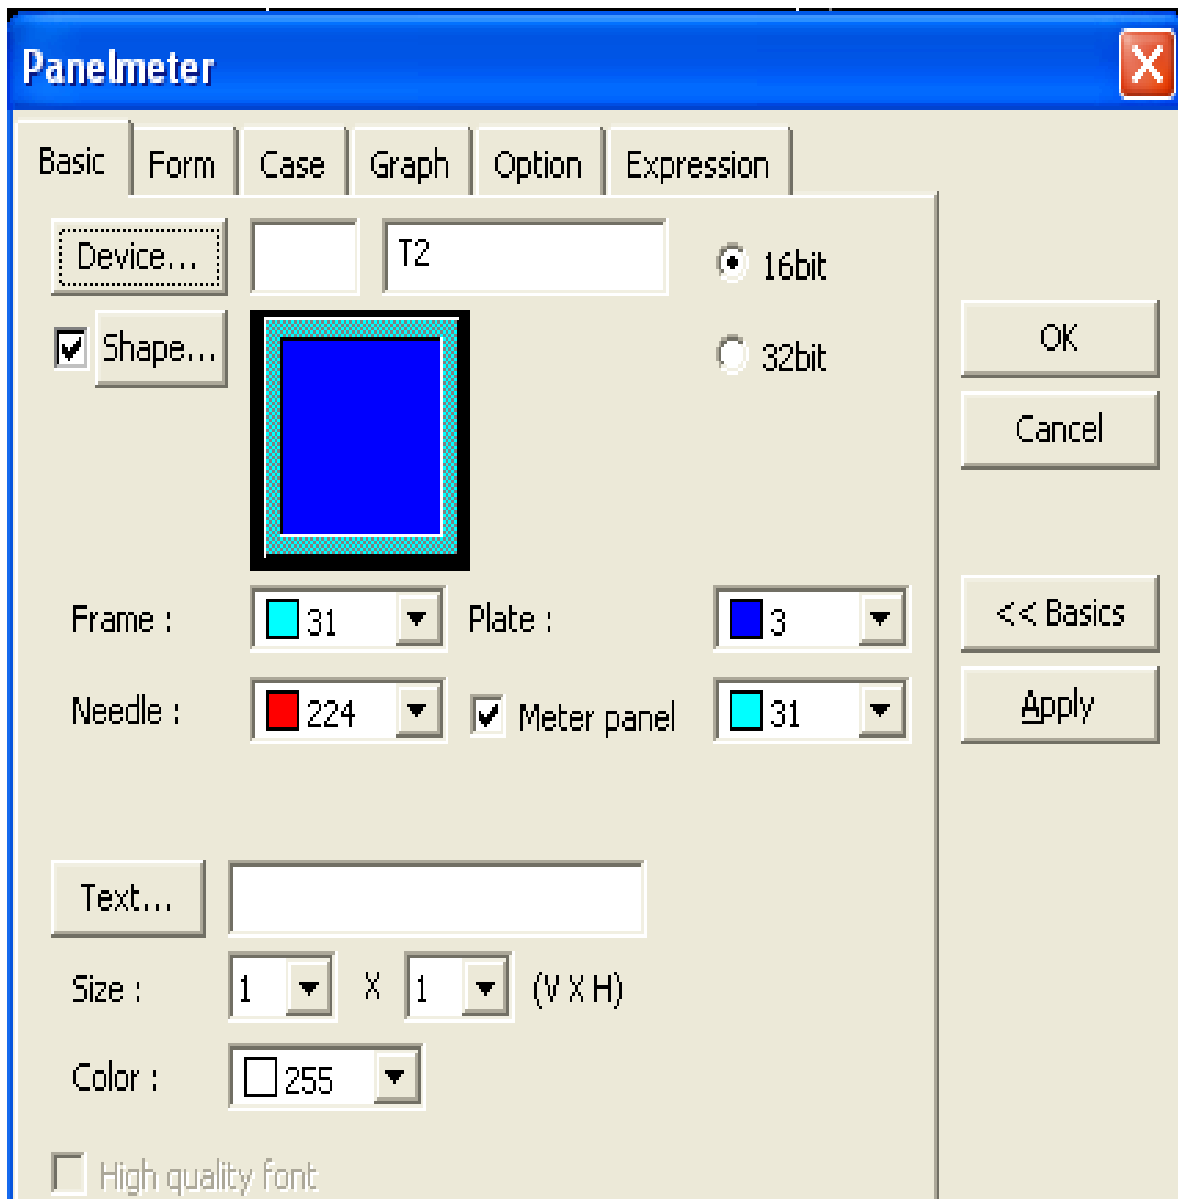 Panelmeter
Basic Form Case Graph Option Expression
Device... T2 16bit
Shape... 32bit
OK
Cancel
Frame : 31 Plate : 3 << Basics
Needle : 224 Meter panel 31 Apply
Text...
Size : 1 X 1 (V X H)
Color : 255
High quality font